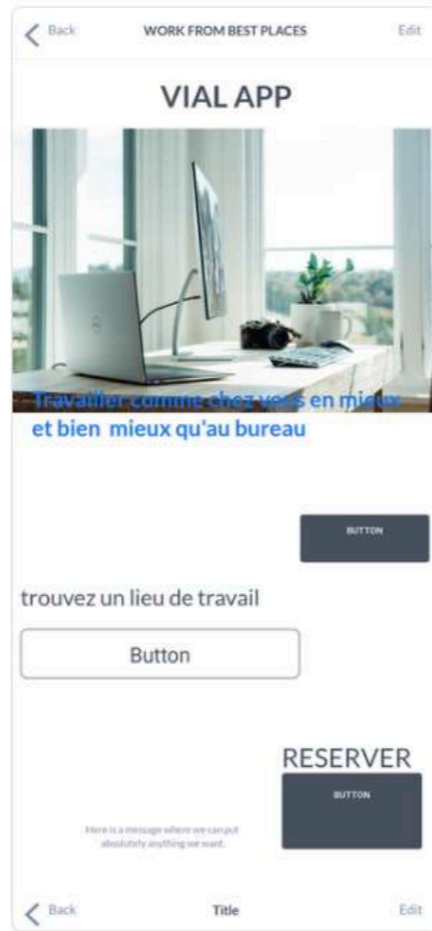 Back WORK FROM BEST PLACES Edit
VIAL APP
Travailler comme chez vous en mieux
et bien mieux qu'au bureau
BUTTON
trouvez un lieu de travail
Button
RESERVER
BUTTON
Here is a message where we can put
absolutely anything we want.
Back Title Edit